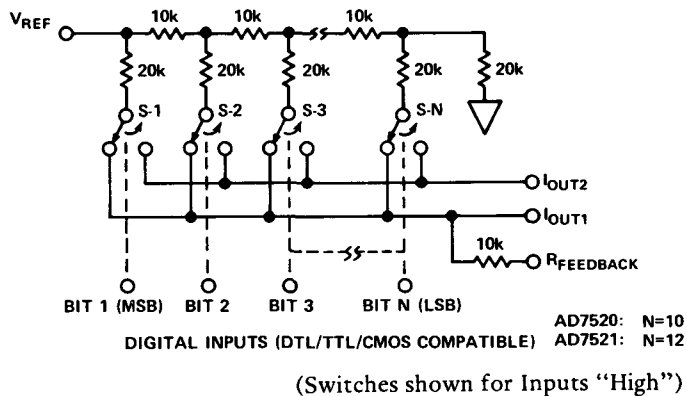 10k 10k 10k
VREF
20k 20k 20k 20k 20k
S-1 S-2 S-3 S-N
IOUT2
IOUT1
10k
RFEEDBACK
BIT 1 (MSB) BIT 2 BIT 3 BIT N (LSB)
AD7520: N=10
DIGITAL INPUTS (DTL/TTL/CMOS COMPATIBLE) AD7521: N=12
(Switches shown for Inputs “High”)